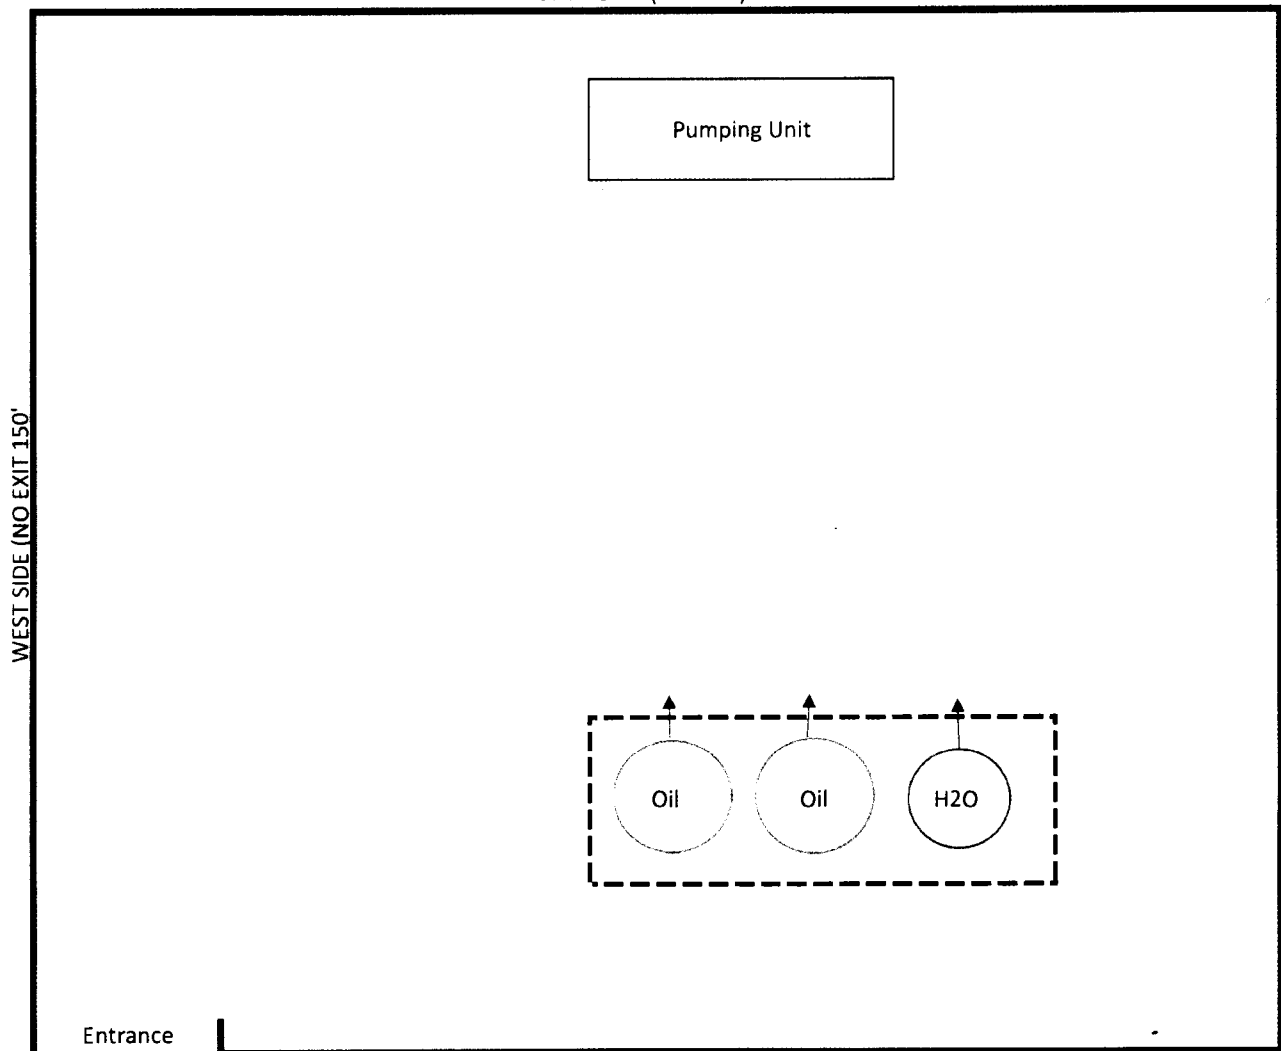 Pumping Unit
WEST SIDE (NO EXIT 150'
Oil
Oil
H2O
Entrance